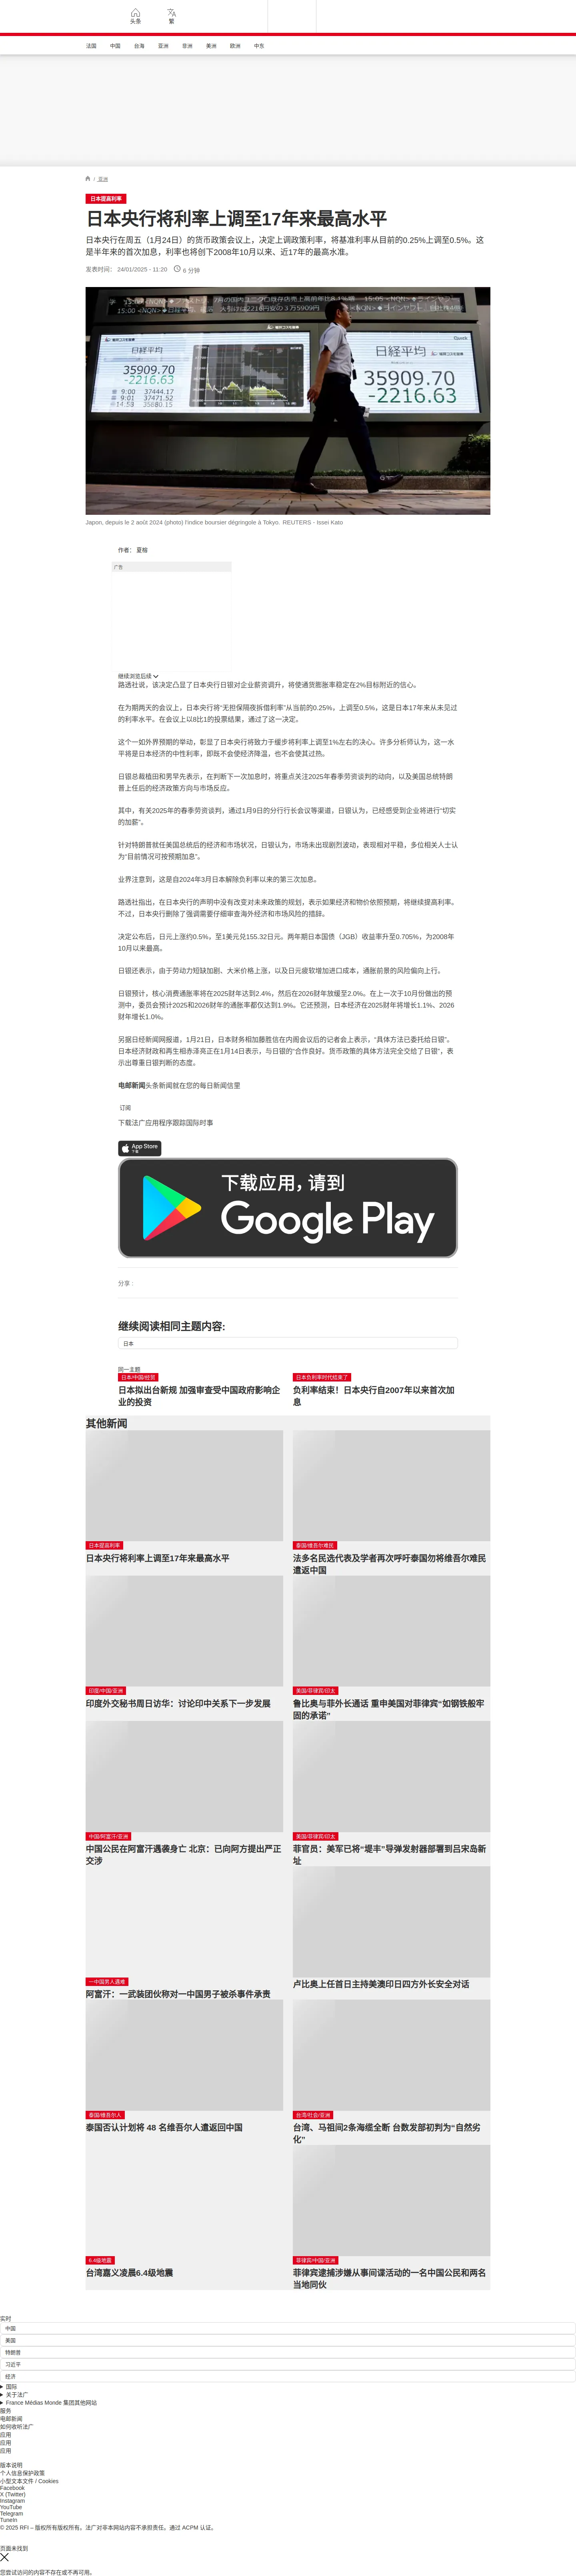 头条
繁
法国 中国 台海 亚洲 非洲 美洲 欧洲 中东
/ 亚洲
日本提高利率
日本央行将利率上调至17年来最高水平
日本央行在周五（1月24日）的货币政策会议上，决定上调政策利率，将基准利率从目前的0.25%上调至0.5%。这
是半年来的首次加息，利率也将创下2008年10月以来、近17年的最高水准。
发表时间： 24/01/2025 - 11:20 6 分钟
日経平均
35909.70
-2216.63
9:00 37444.17
9:01 37471.52
日経平均
35909.70
-2216.63
Quick
Japon, depuis le 2 août 2024 (photo) l'indice boursier dégringole à Tokyo. REUTERS - Issei Kato
作者： 夏榕
广告
继续浏览后续
路透社说，该决定凸显了日本央行日银对企业薪资调升，将使通货膨胀率稳定在2%目标附近的信心。
在为期两天的会议上，日本央行将“无担保隔夜拆借利率”从当前的0.25%，上调至0.5%，这是日本17年来从未见过
的利率水平。在会议上以8比1的投票结果，通过了这一决定。
这个一如外界预期的举动，彰显了日本央行将致力于缓步将利率上调至1%左右的决心。许多分析师认为，这一水
平将是日本经济的中性利率，即既不会使经济降温，也不会使其过热。
日银总裁植田和男早先表示，在判断下一次加息时，将重点关注2025年春季劳资谈判的动向，以及美国总统特朗
普上任后的经济政策方向与市场反应。
其中，有关2025年的春季劳资谈判，通过1月9日的分行行长会议等渠道，日银认为，已经感受到企业将进行“切实
的加薪”。
针对特朗普就任美国总统后的经济和市场状况，日银认为，市场未出现剧烈波动，表现相对平稳，多位相关人士认
为“目前情况可按预期加息”。
业界注意到，这是自2024年3月日本解除负利率以来的第三次加息。
路透社指出，在日本央行的声明中没有改变对未来政策的规划，表示如果经济和物价依照预期，将继续提高利率。
不过，日本央行删除了强调需要仔细审查海外经济和市场风险的措辞。
决定公布后，日元上涨约0.5%，至1美元兑155.32日元。两年期日本国债（JGB）收益率升至0.705%，为2008年
10月以来最高。
日银还表示，由于劳动力短缺加剧、大米价格上涨，以及日元疲软增加进口成本，通胀前景的风险偏向上行。
日银预计，核心消费通胀率将在2025财年达到2.4%，然后在2026财年放缓至2.0%。在上一次于10月份做出的预
测中，委员会预计2025和2026财年的通胀率都仅达到1.9%。它还预测，日本经济在2025财年将增长1.1%、2026
财年增长1.0%。
另据日经新闻网报道，1月21日，日本财务相加藤胜信在内阁会议后的记者会上表示，“具体方法已委托给日银”。
日本经济财政和再生相赤泽亮正在1月14日表示，与日银的“合作良好。货币政策的具体方法完全交给了日银”，表
示出尊重日银判断的态度。
电邮新闻头条新闻就在您的每日新闻信里
订阅
下载法广应用程序跟踪国际时事
App Store
下载
下载应用，请到
Google Play
分享 :
继续阅读相同主题内容:
日本
同一主题
日本/中国/经贸
日本拟出台新规 加强审查受中国政府影响企
业的投资
日本负利率时代结束了
负利率结束！日本央行自2007年以来首次加
息
其他新闻
日本提高利率
日本央行将利率上调至17年来最高水平
泰国/维吾尔难民
法多名民选代表及学者再次呼吁泰国勿将维吾尔难民
遣返中国
印度/中国/亚洲
印度外交秘书周日访华：讨论印中关系下一步发展
美国/菲律宾/印太
鲁比奥与菲外长通话 重申美国对菲律宾“如钢铁般牢
固的承诺”
中国/阿富汗/亚洲
中国公民在阿富汗遇袭身亡 北京：已向阿方提出严正
交涉
美国/菲律宾/印太
菲官员：美军已将“堤丰”导弹发射器部署到吕宋岛新
址
一中国男人遇难
阿富汗：一武装团伙称对一中国男子被杀事件承责
卢比奥上任首日主持美澳印日四方外长安全对话
泰国/维吾尔人
泰国否认计划将 48 名维吾尔人遣返回中国
台湾/社会/亚洲
台湾、马祖间2条海缆全断 台数发部初判为“自然劣
化”
6.4级地震
台湾嘉义凌晨6.4级地震
菲律宾/中国/亚洲
菲律宾逮捕涉嫌从事间谍活动的一名中国公民和两名
当地同伙
实时
中国
美国
特朗普
习近平
经济
国际
关于法广
France Médias Monde 集团其他网站
服务
电邮新闻
如何收听法广
应用
应用
应用
版本说明
个人信息保护政策
小型文本文件 / Cookies
Facebook
X (Twitter)
Instagram
YouTube
Telegram
TuneIn
© 2025 RFI – 版权所有版权所有。法广对非本网站内容不承担责任。通过 ACPM 认证。
页面未找到
您尝试访问的内容不存在或不再可用。